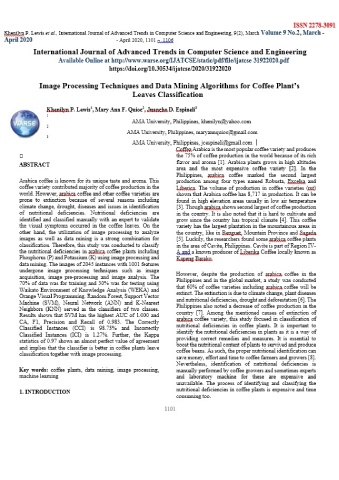 ISSN 2278-3091
Khenilyn P. Lewis et al., International Journal of Advanced Trends in Computer Science and Engineering, 9(2), March Volume 9 No.2, March -
April 2020
- April 2020, 1101 – 1106
International Journal of Advanced Trends in Computer Science and Engineering
Available Online at http://www.warse.org/IJATCSE/static/pdf/file/ijatcse 31922020.pdf
https://doi.org/10.30534/ijatcse/2020/31922020
Image Processing Techniques and Data Mining Algorithms for Coffee Plant’s
Leaves Classification
Khenilyn P. Lewis¹, Mary Ann F. Quioc², Juancho D. Espineli³
AMA University, Philippines, khenilyn@yahoo.com
AMA University, Philippines, maryannquioc@gmail.com
AMA University, Philippines, jespineli@gmail.com
ABSTRACT
Arabica coffee is known for its unique taste and aroma. This
coffee variety contributed majority of coffee production in the
world. However, arabica coffee and other coffee varieties are
prone to extinction because of several reasons including
climate change, drought, diseases and issues in identification
of nutritional deficiencies. Nutritional deficiencies are
identified and classified manually with an expert to validate
the visual symptoms occurred in the coffee leaves. On the
other hand, the utilization of image processing to analyze
images as well as data mining is a strong combination for
classification. Therefore, this study was conducted to classify
the nutritional deficiencies in arabica coffee plants including
Phosphorus (P) and Potassium (K) using image processing and
data mining. The images of 2045 instances with 1001 features
undergone image processing techniques such as image
acquisition, image pre-processing and image analysis. The
70% of data was for training and 30% was for testing using
Waikato Environment of Knowledge Analysis (WEKA) and
Orange Visual Programming. Random Forest, Support Vector
Machine (SVM), Neural Network (NN) and K-Nearest
Neighbors (KNN) served as the classifiers of two classes.
Results shows that SVM has the highest AUC of 1.000 and
CA, F1, Precision and Recall of 0.985. The Correctly
Classified Instances (CCI) is 98.73% and Incorrectly
Classified Instances (ICI) is 1.27%. Further, the Kappa
statistics of 0.97 shows an almost perfect value of agreement
and implies that the classifier is better in coffee plants leaves
classification together with image processing.
Key words: coffee plants, data mining, image processing,
machine learning
1. INTRODUCTION
Coffee Arabica is the most popular coffee variety and produces
the 75% of coffee production in the world because of its rich
flavor and aroma [1]. Arabica plants grows in high altitudes
area and the most expensive coffee variety [2]. In the
Philippines, arabica coffee marked the second largest
production among four types named Robusta, Excelsa and
Liberica. The volume of production in coffee varieties (mt)
shown that Arabica coffee has 8,717 in production. It can be
found in high elevation areas usually in low air temperature
[3]. Though arabica shown second largest of coffee production
in the country. It is also noted that it is hard to cultivate and
grow since the country has tropical climate [4]. This coffee
variety has the largest plantation in the mountainous areas in
the country, like in Benguet, Mountain Province and Sagada
[5]. Luckily, the researchers found some arabica coffee plants
in the area of Cavite, Philippines. Cavite is part of Region IV-
A and a known producer of Liberika Coffee locally known as
Kapeng Barako.
However, despite the production of arabica coffee in the
Philippines and in the global market, a study was conducted
that 60% of coffee varieties including arabica coffee will be
extinct. The extinction is due to climate change, plant diseases
and nutritional deficiencies, drought and deforestation [6]. The
Philippines also noted a decrease of coffee production in the
country [7]. Among the mentioned causes of extinction of
arabica coffee variety, this study focused in classification of
nutritional deficiencies in coffee plants. It is important to
identify the nutritional deficiencies in plants as it is a way of
providing correct remedies and measures. It is essential to
boost the nutritional content of plants to survived and produce
coffee beans. As such, the proper nutritional identification can
save money, effort and time to coffee farmers and growers [8].
Nevertheless, identification of nutritional deficiencies is
manually performed by coffee growers and sometimes experts
and laboratory machine for these are expensive and
unavailable. The process of identifying and classifying the
nutritional deficiencies in coffee plants is expensive and time
consuming too.
1101